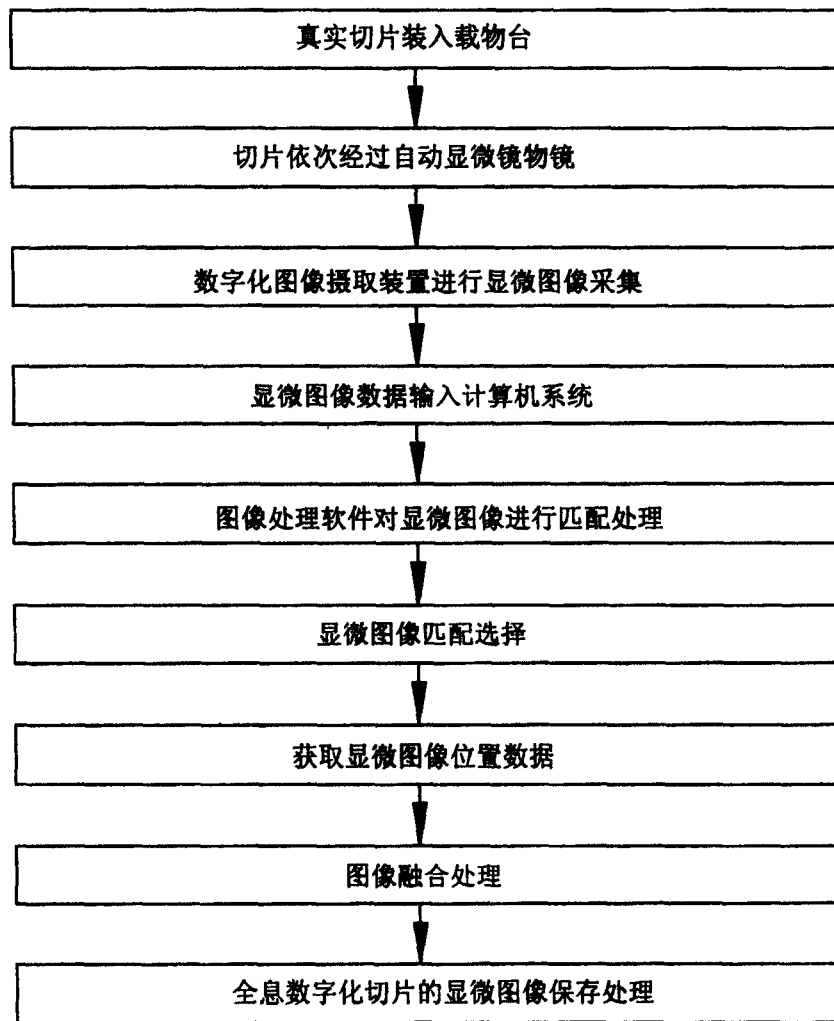 真实切片装入载物台
切片依次经过自动显微镜物镜
数字化图像摄取装置进行显微图像采集
显微图像数据输入计算机系统
图像处理软件对显微图像进行匹配处理
显微图像匹配选择
获取显微图像位置数据
图像融合处理
全息数字化切片的显微图像保存处理